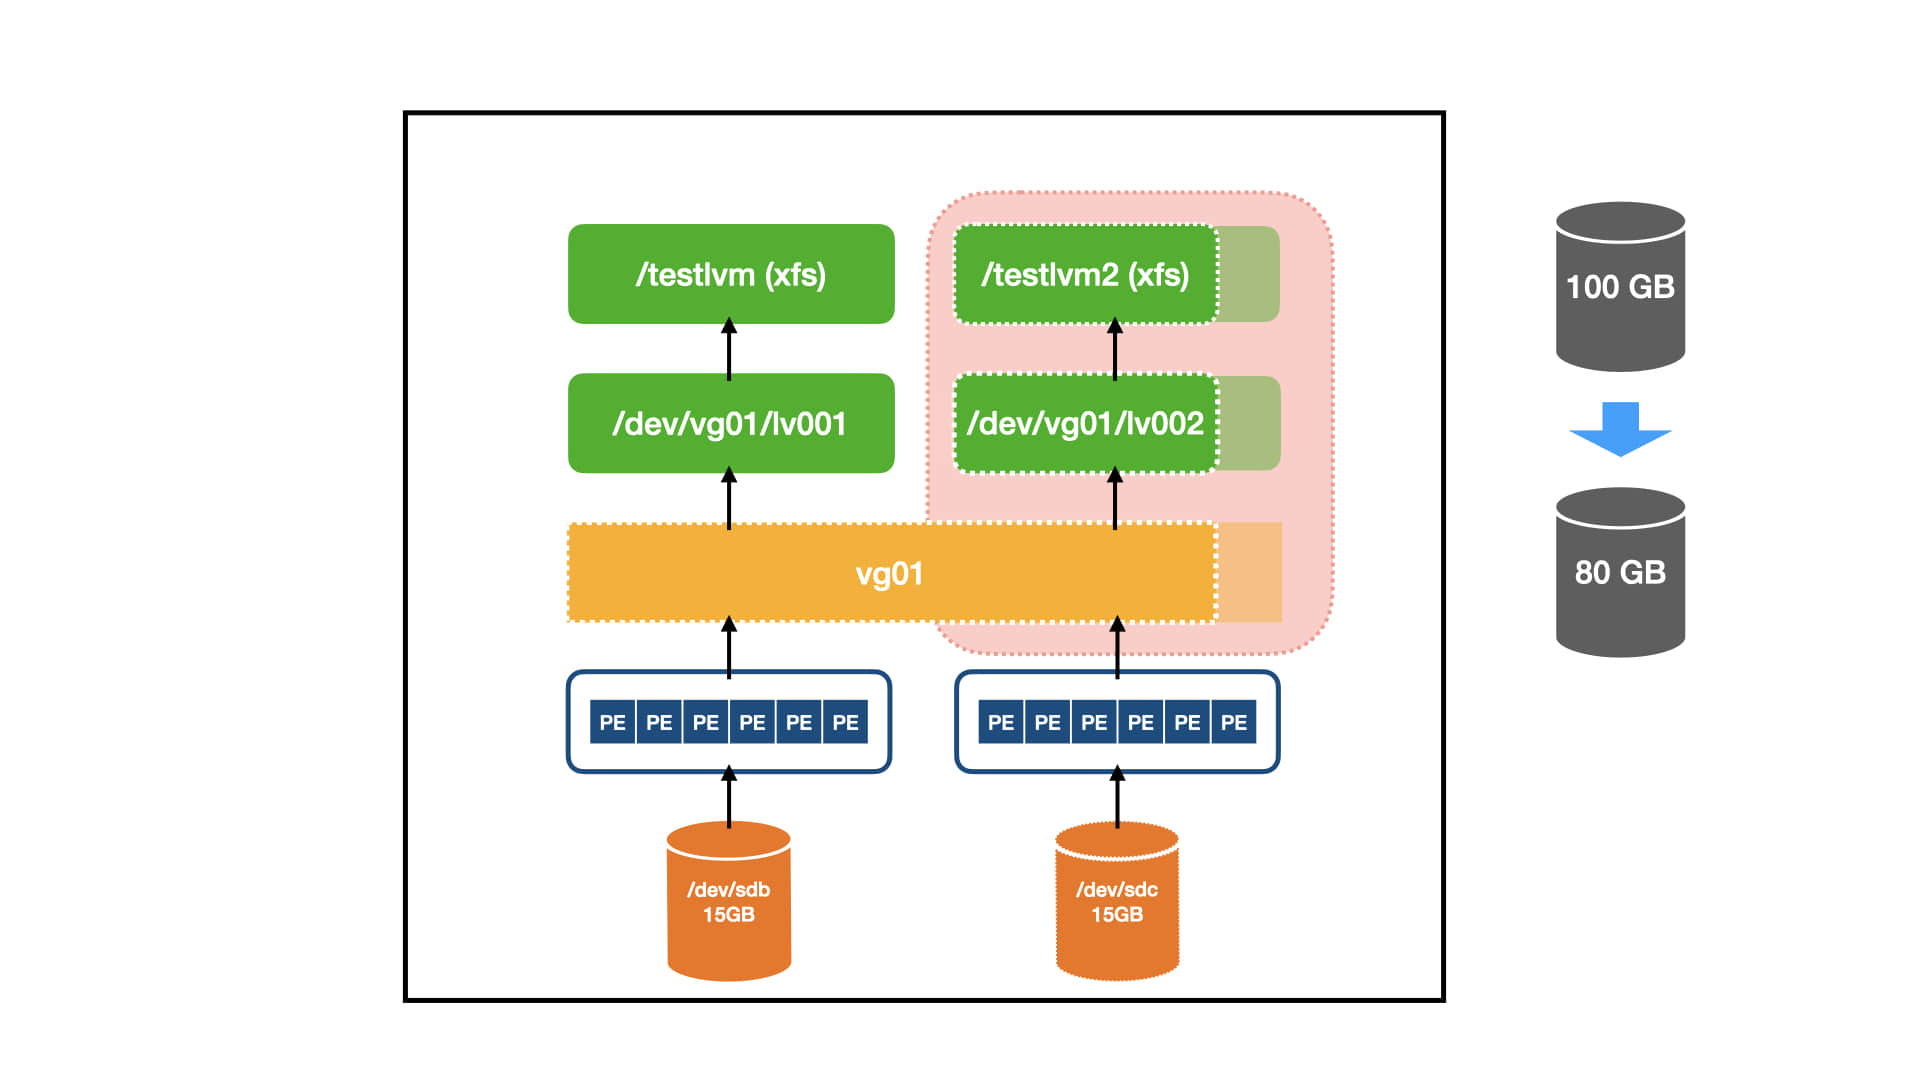 /testlvm (xfs)
/testlvm2 (xfs)
100 GB
/dev/vg01/lv001
/dev/vg01/lv002
vg01
80 GB
PE PE PE PE PE PE
PE PE PE PE PE PE
/dev/sdb
15GB
/dev/sdc
15GB